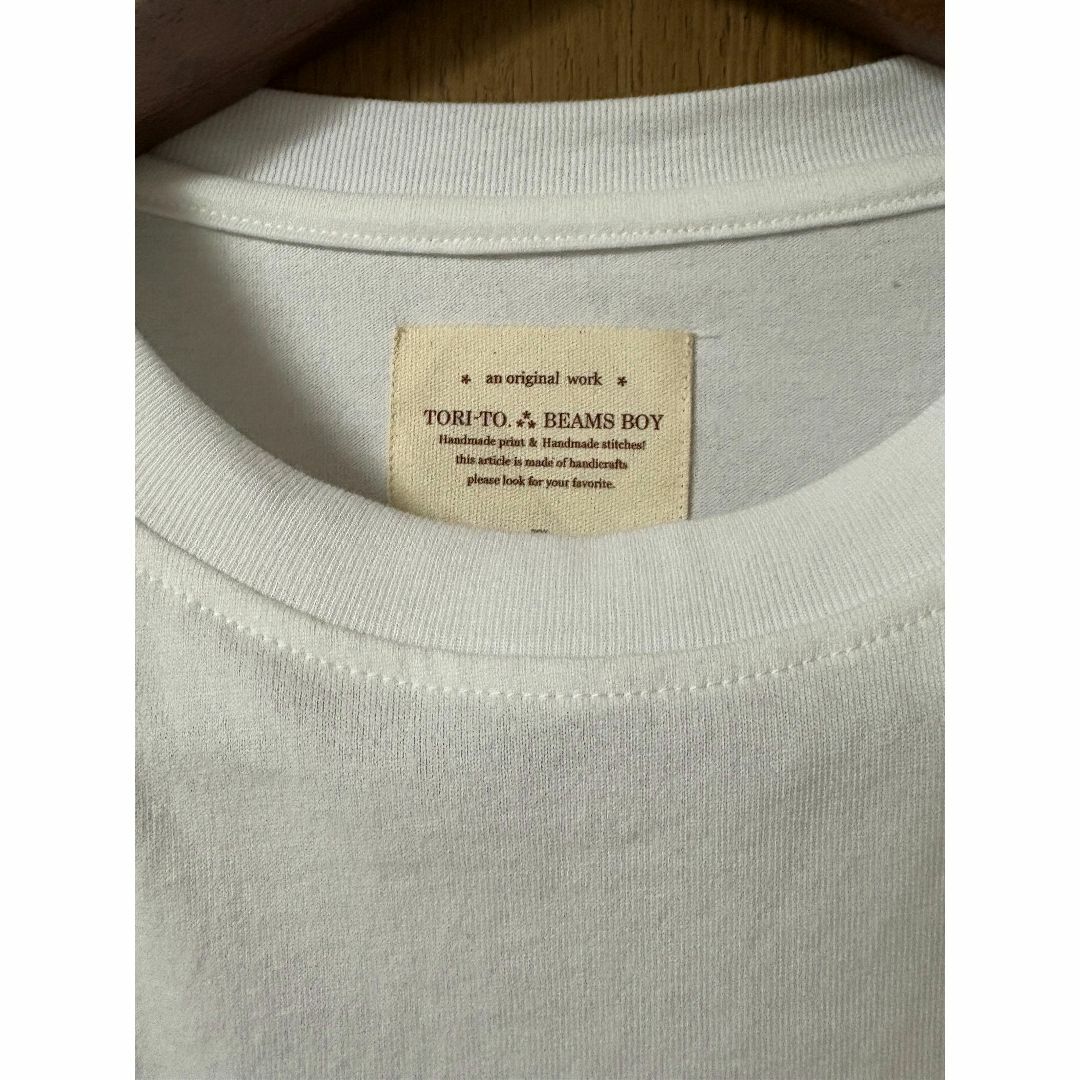 * an original work *
TORI-TO. ⁂ BEAMS BOY
Handmade print & Handmade stitches!
this article is made of handicrafts
please look for your favorite.